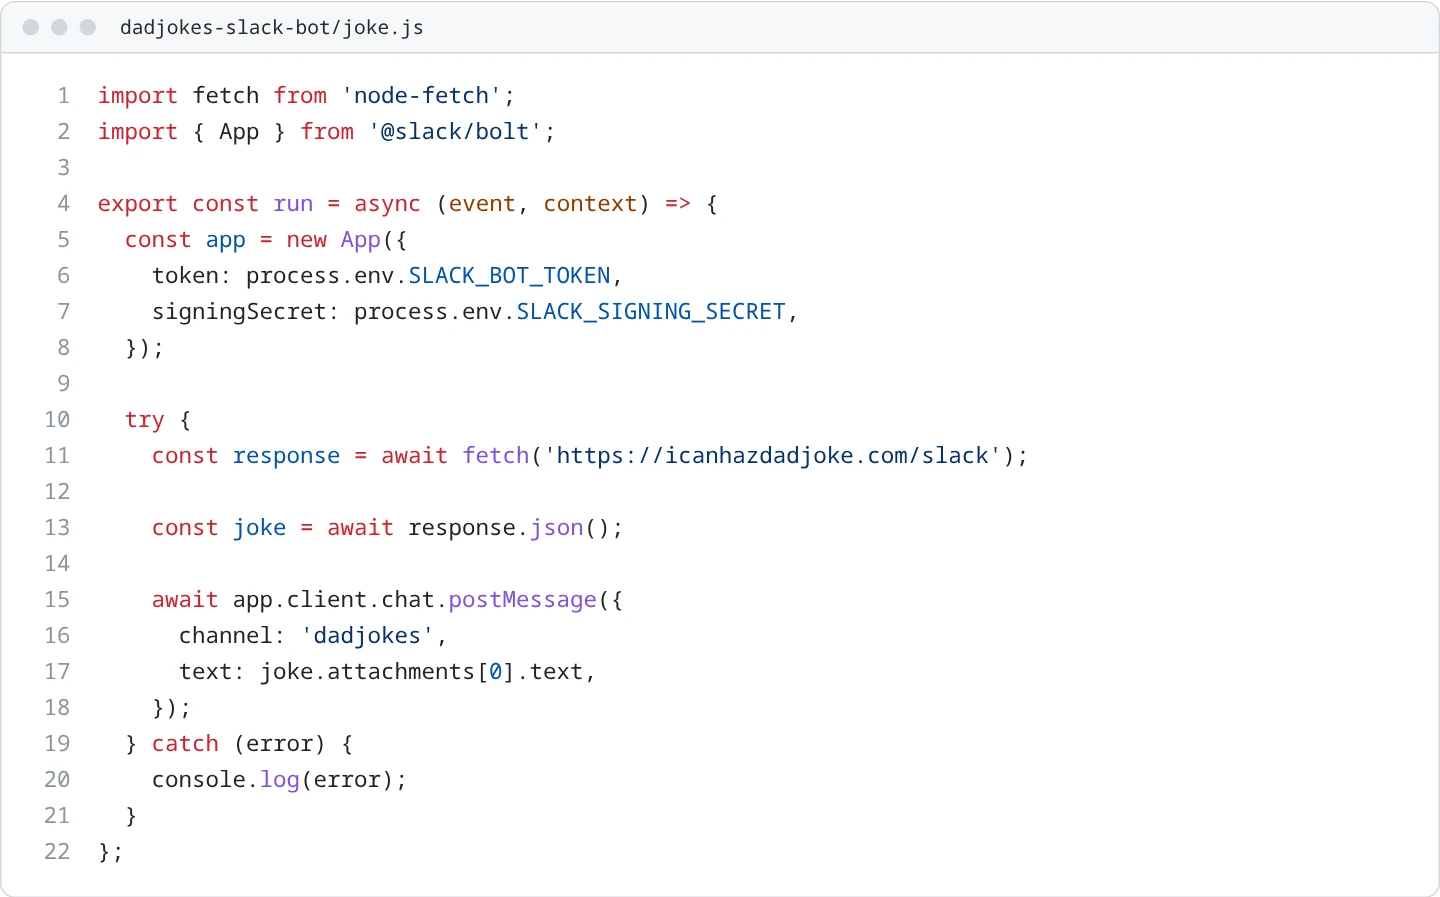 dadjokes-slack-bot/joke.js
1 import fetch from 'node-fetch';
2 import { App } from '@slack/bolt';
3
4 export const run = async (event, context) => {
5   const app = new App({
6     token: process.env.SLACK_BOT_TOKEN,
7     signingSecret: process.env.SLACK_SIGNING_SECRET,
8   });
9
10   try {
11     const response = await fetch('https://icanhazdadjoke.com/slack');
12
13     const joke = await response.json();
14
15     await app.client.chat.postMessage({
16       channel: 'dadjokes',
17       text: joke.attachments[0].text,
18     });
19   } catch (error) {
20     console.log(error);
21   }
22 };